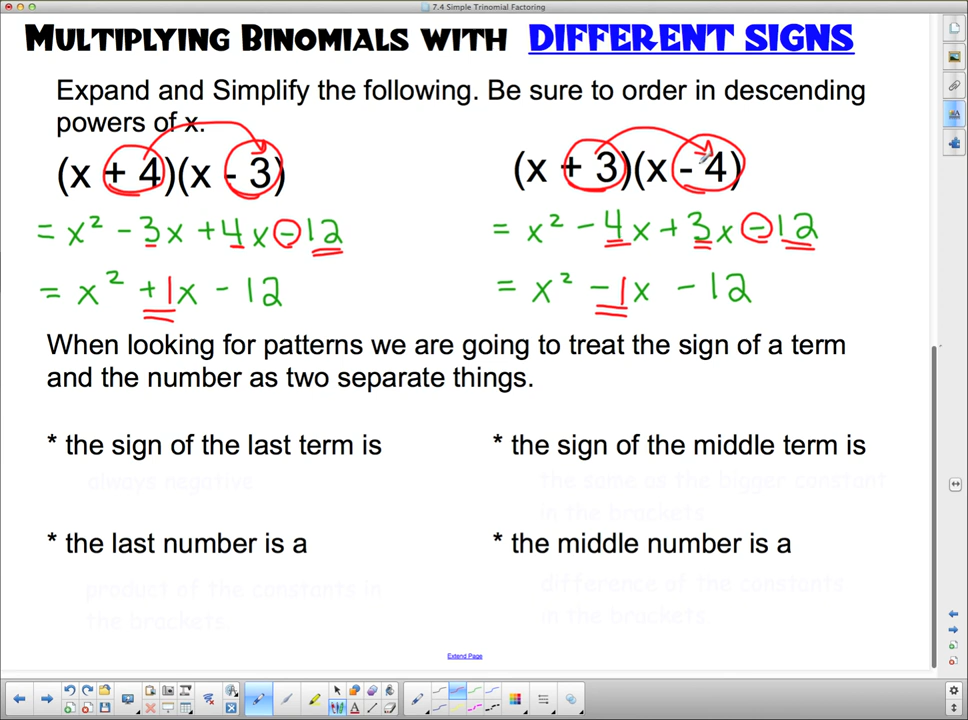 7.4 Simple Trinomial Factoring
MULTIPLYING BINOMIALS WITH DIFFERENT SIGNS
Expand and Simplify the following. Be sure to order in descending
powers of x.
(x + 4)(x - 3)
= x² - 3x + 4x - 12
= x² + 1x - 12
(x + 3)(x - 4)
= x² - 4x + 3x - 12
= x² - 1x - 12
When looking for patterns we are going to treat the sign of a term
and the number as two separate things.
* the sign of the last term is
always negative
* the sign of the middle term is
the same as the bigger constant
in the brackets
* the last number is a
product of the constants in
the brackets.
* the middle number is a
difference of the constants
in the brackets
Extend Page